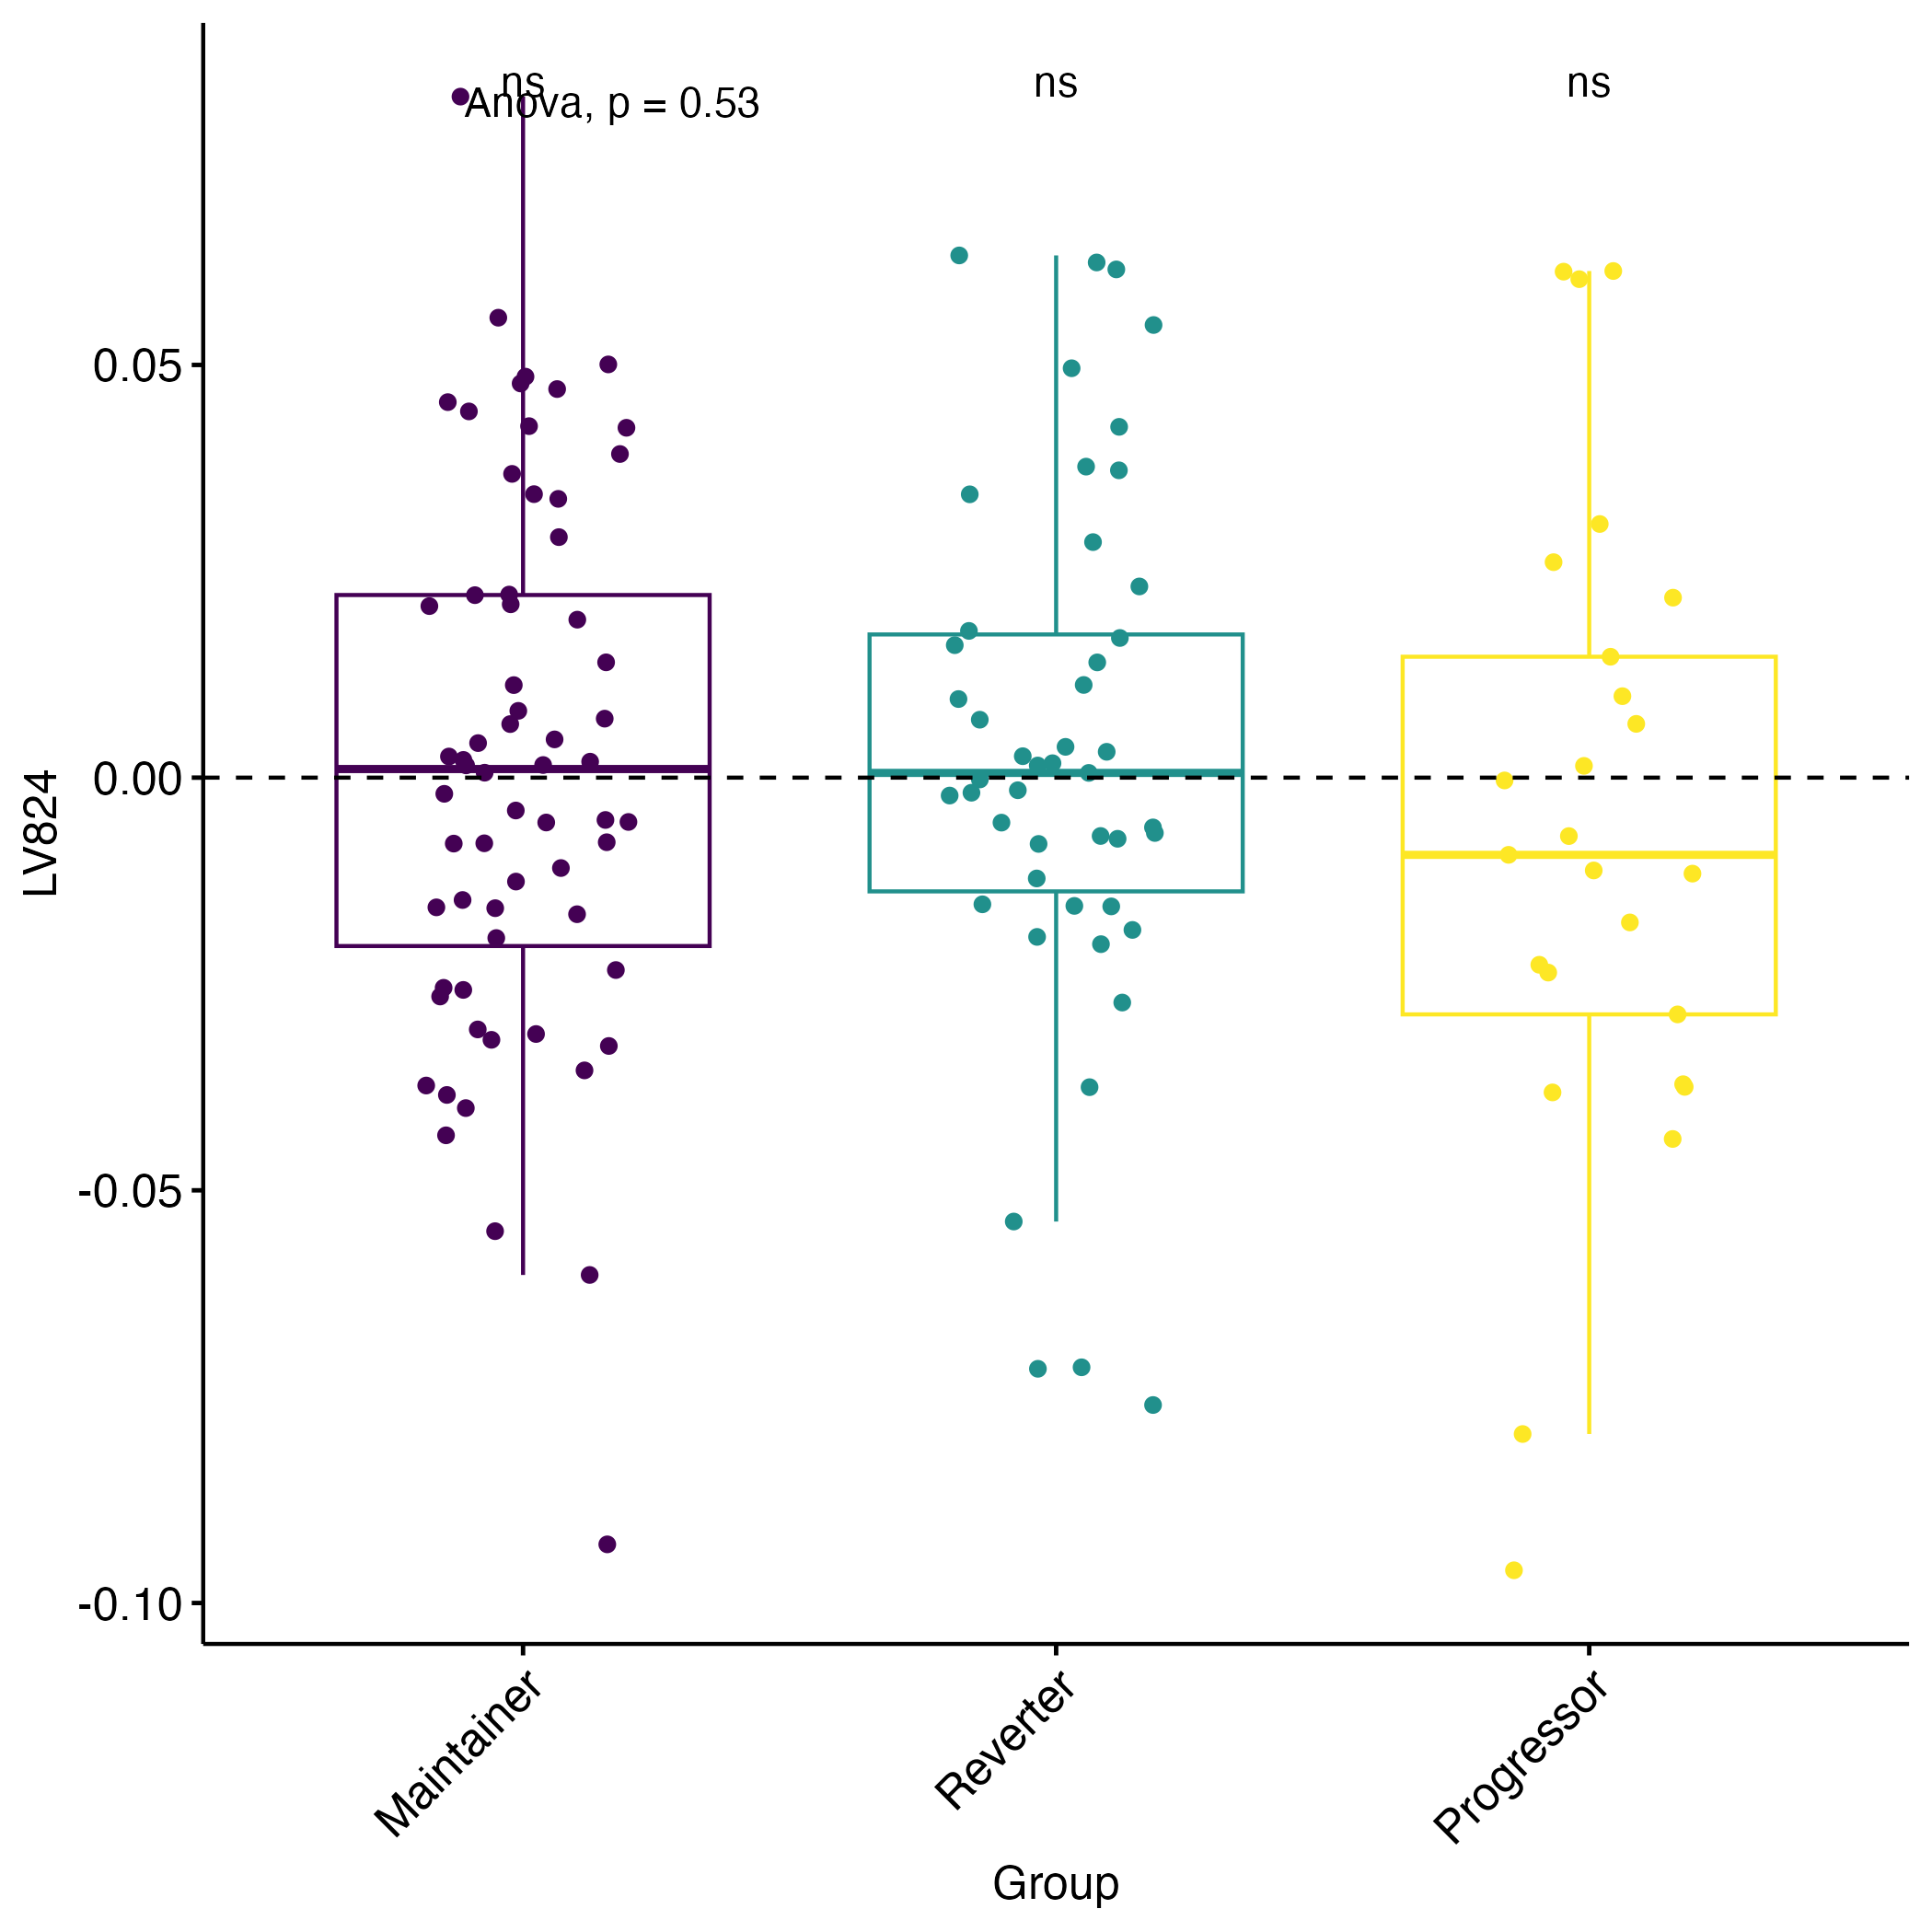 ns
ns
ns
Anova, p = 0.53
0.05
0.00
-0.05
-0.10
LV824
Maintainer
Reverter
Progressor
Group